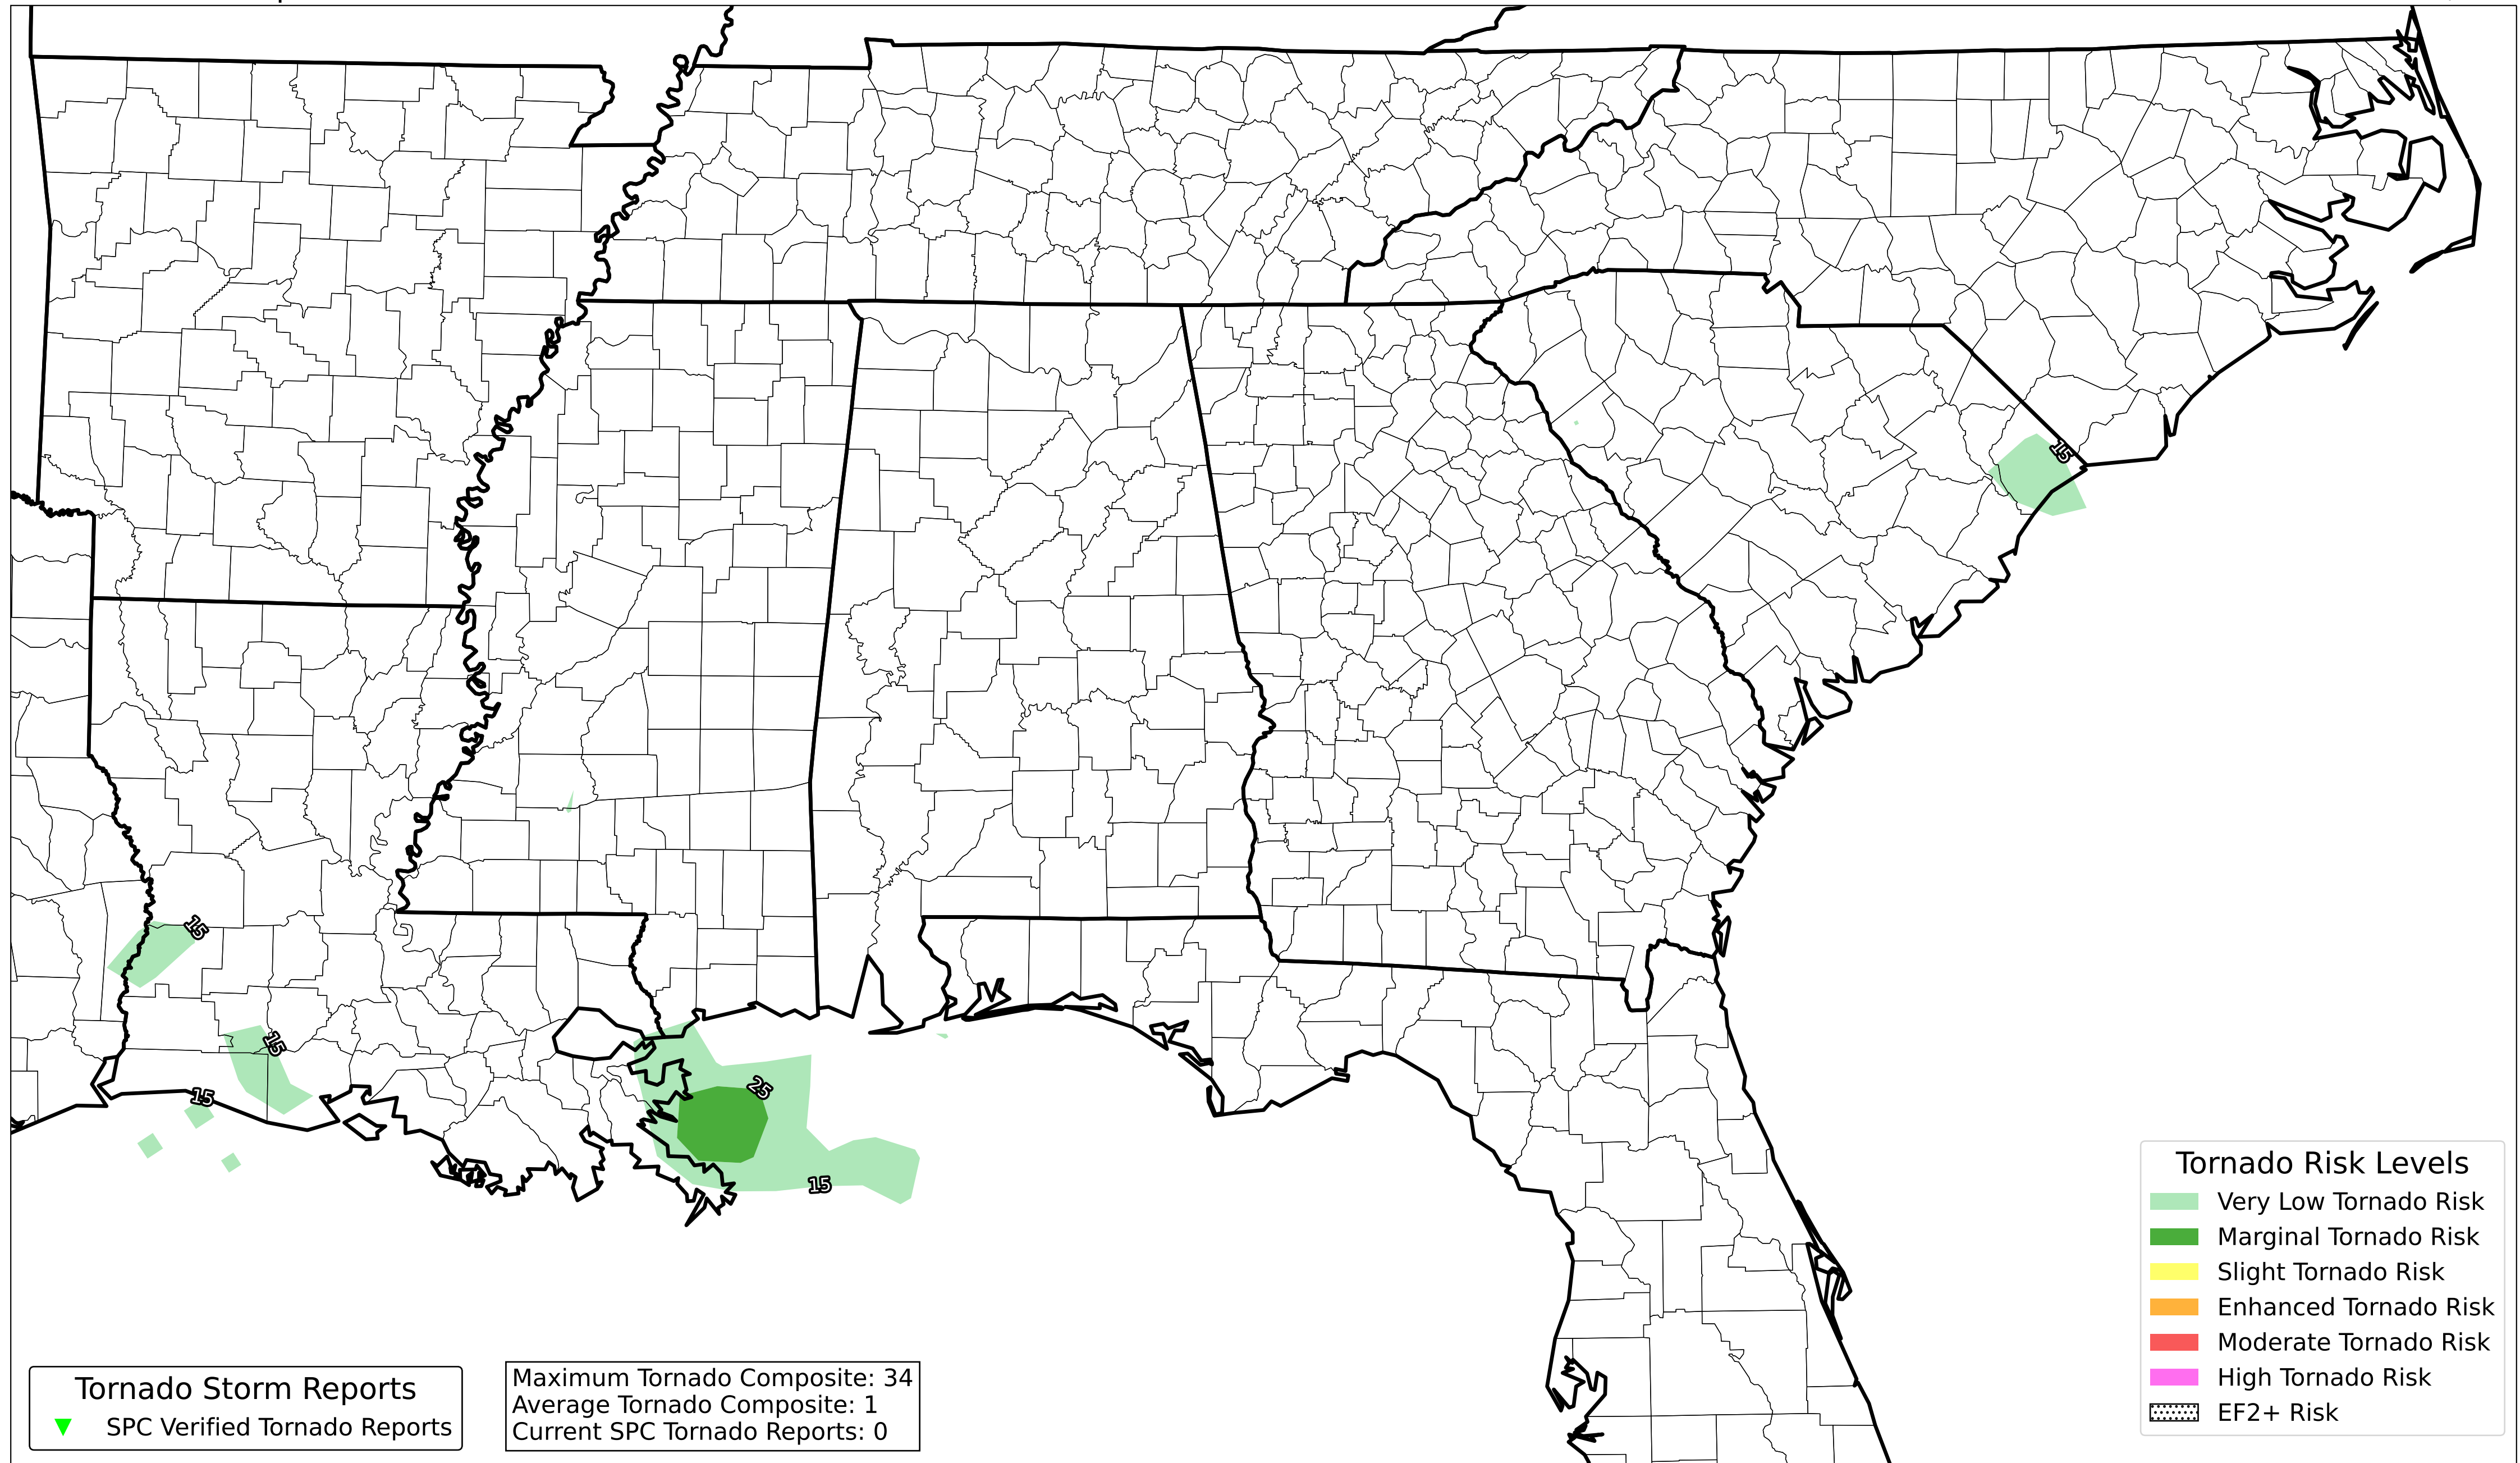 15
15
15
15
25
15
Tornado Risk Levels
Very Low Tornado Risk
Marginal Tornado Risk
Slight Tornado Risk
Enhanced Tornado Risk
Moderate Tornado Risk
High Tornado Risk
EF2+ Risk
Tornado Storm Reports
SPC Verified Tornado Reports
Maximum Tornado Composite: 34
Average Tornado Composite: 1
Current SPC Tornado Reports: 0